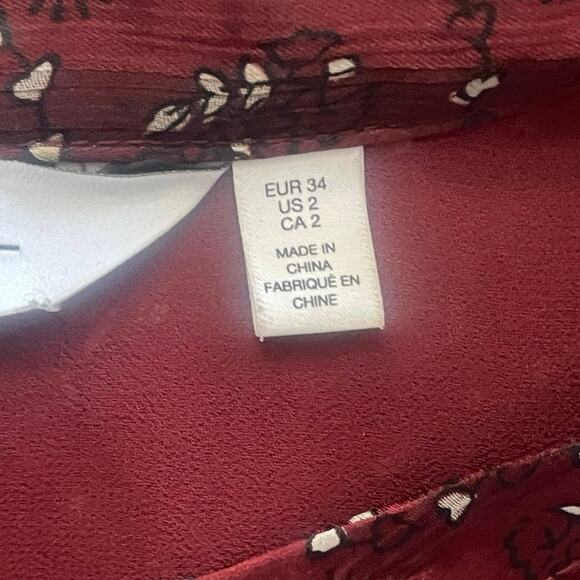 EUR 34
US 2
CA 2
MADE IN
CHINA
FABRIQUÉ EN
CHINE